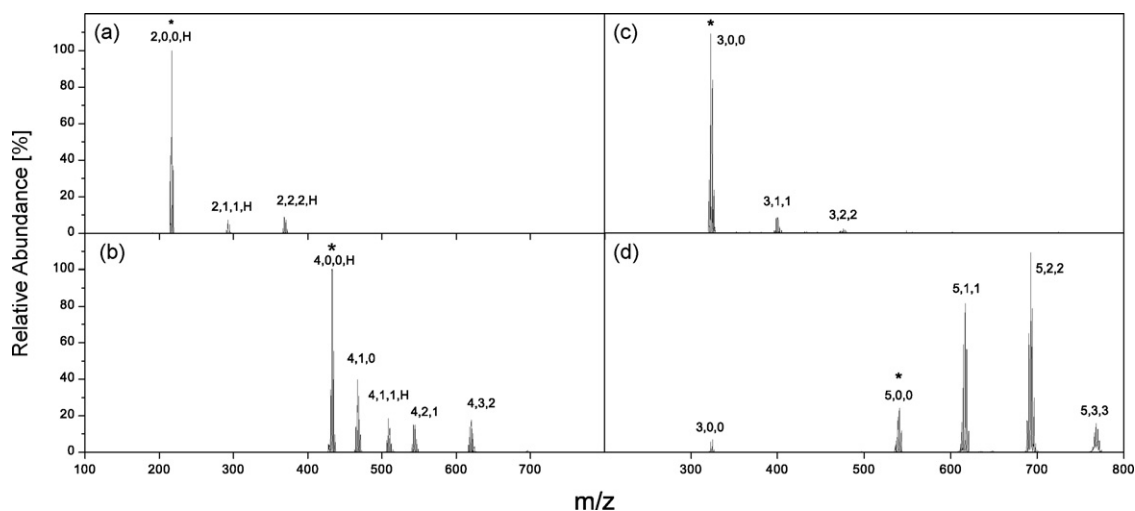 (a)
*
2,0,0,H
2,1,1,H
2,2,2,H
100
80
60
40
20
0
(c)
*
3,0,0
3,1,1
3,2,2
(b)
*
4,0,0,H
4,1,0
4,1,1,H
4,2,1
4,3,2
100
80
60
40
20
0
100 200 300 400 500 600 700
(d)
3,0,0
*
5,0,0
5,1,1
5,2,2
5,3,3
300 400 500 600 700 800
Relative Abundance [%]
m/z